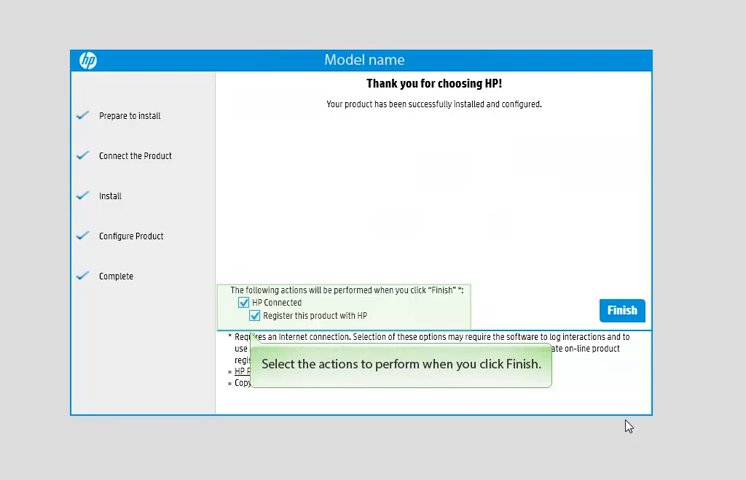 hp
Model name
Thank you for choosing HP!
Your product has been successfully installed and configured.
Prepare to install
Connect the Product
Install
Configure Product
Complete
The following actions will be performed when you click “Finish” *:
HP Connected
Register this product with HP
Finish
* Requires an Internet connection. Selection of these options may require the software to log interactions and to
use
ate on-line product
regi
Select the actions to perform when you click Finish.
HP P
Copy